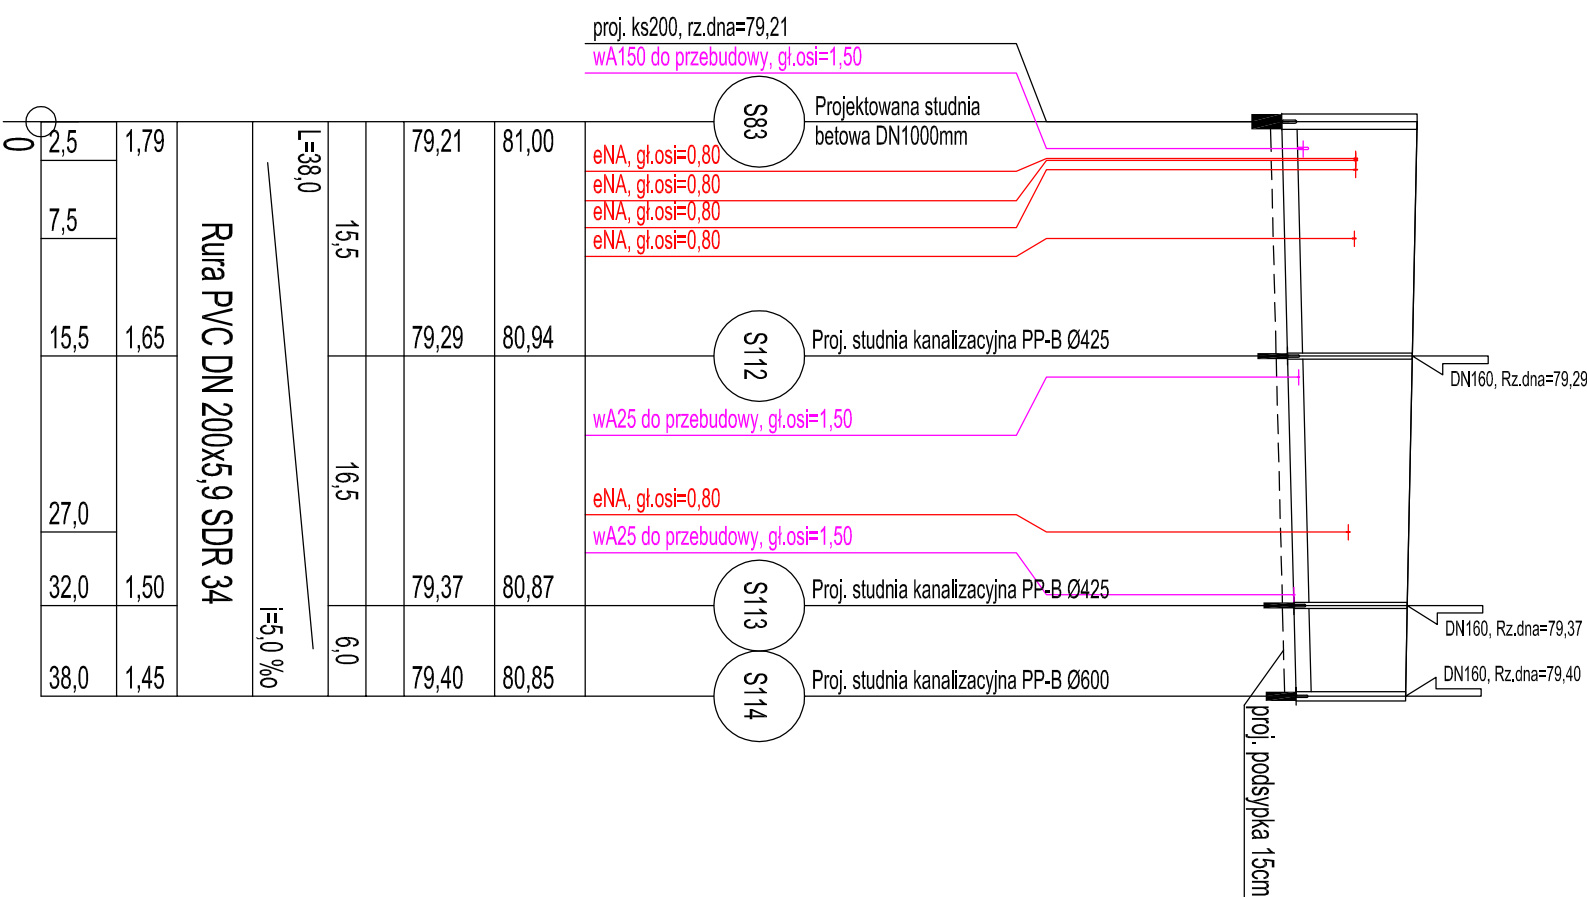 proj. ks200, rz.dna=79,21
wA150 do przebudowy, gł.osi=1,50
S83
Projektowana studnia
betowa DN1000mm
0
2,5
1,79
L=38,0
79,21
81,00
eNA, gł.osi=0,80
eNA, gł.osi=0,80
eNA, gł.osi=0,80
eNA, gł.osi=0,80
7,5
15,5
Rura PVC DN 200x5,9 SDR 34
15,5
1,65
79,29
80,94
S112
Proj. studnia kanalizacyjna PP-B Ø425
DN160, Rz.dna=79,29
wA25 do przebudowy, gł.osi=1,50
16,5
eNA, gł.osi=0,80
27,0
wA25 do przebudowy, gł.osi=1,50
32,0
1,50
79,37
80,87
S113
Proj. studnia kanalizacyjna PP-B Ø425
DN160, Rz.dna=79,37
i=5,0 %o
6,0
38,0
1,45
79,40
80,85
S114
Proj. studnia kanalizacyjna PP-B Ø600
DN160, Rz.dna=79,40
proj. podsypka 15cm